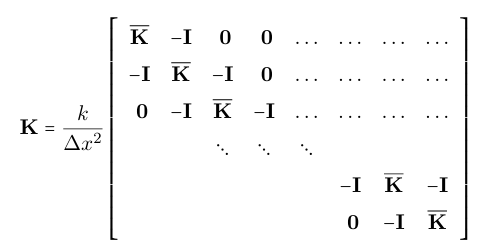 K̅ –I 0 0 … … … …
–I K̅ –I 0 … … … …
0 –I K̅ –I … … … …
K = k/Δx² [ ⋱ ⋱ ⋱ ]
–I K̅ –I
0 –I K̅